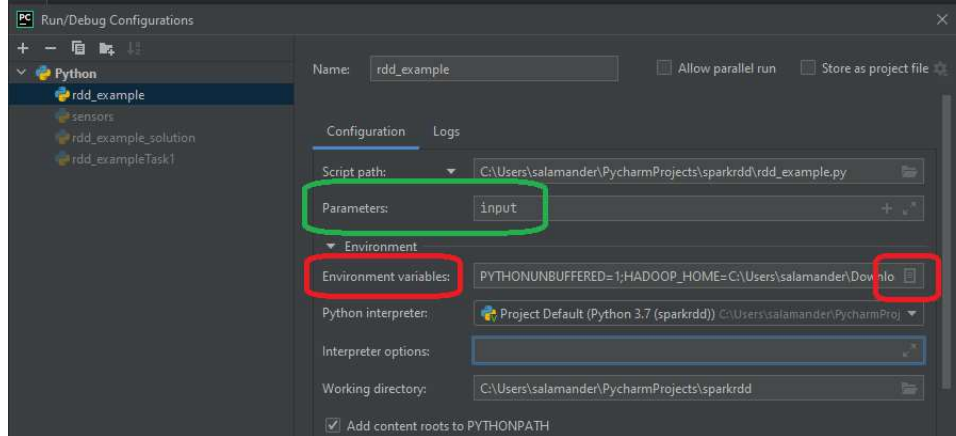 PC Run/Debug Configurations
Python
rdd_example
sensors
rdd_example_solution
rdd_exampleTask1
Name: rdd_example Allow parallel run Store as project file
Configuration Logs
Script path: C:\Users\salamander\PycharmProjects\sparkrdd\rdd_example.py
Parameters: input
Environment
Environment variables: PYTHONUNBUFFERED=1;HADOOP_HOME=C:\Users\salamander\Downlo
Python interpreter: Project Default (Python 3.7 (sparkrdd)) C:\Users\salamander\PycharmProj
Interpreter options:
Working directory: C:\Users\salamander\PycharmProjects\sparkrdd
Add content roots to PYTHONPATH